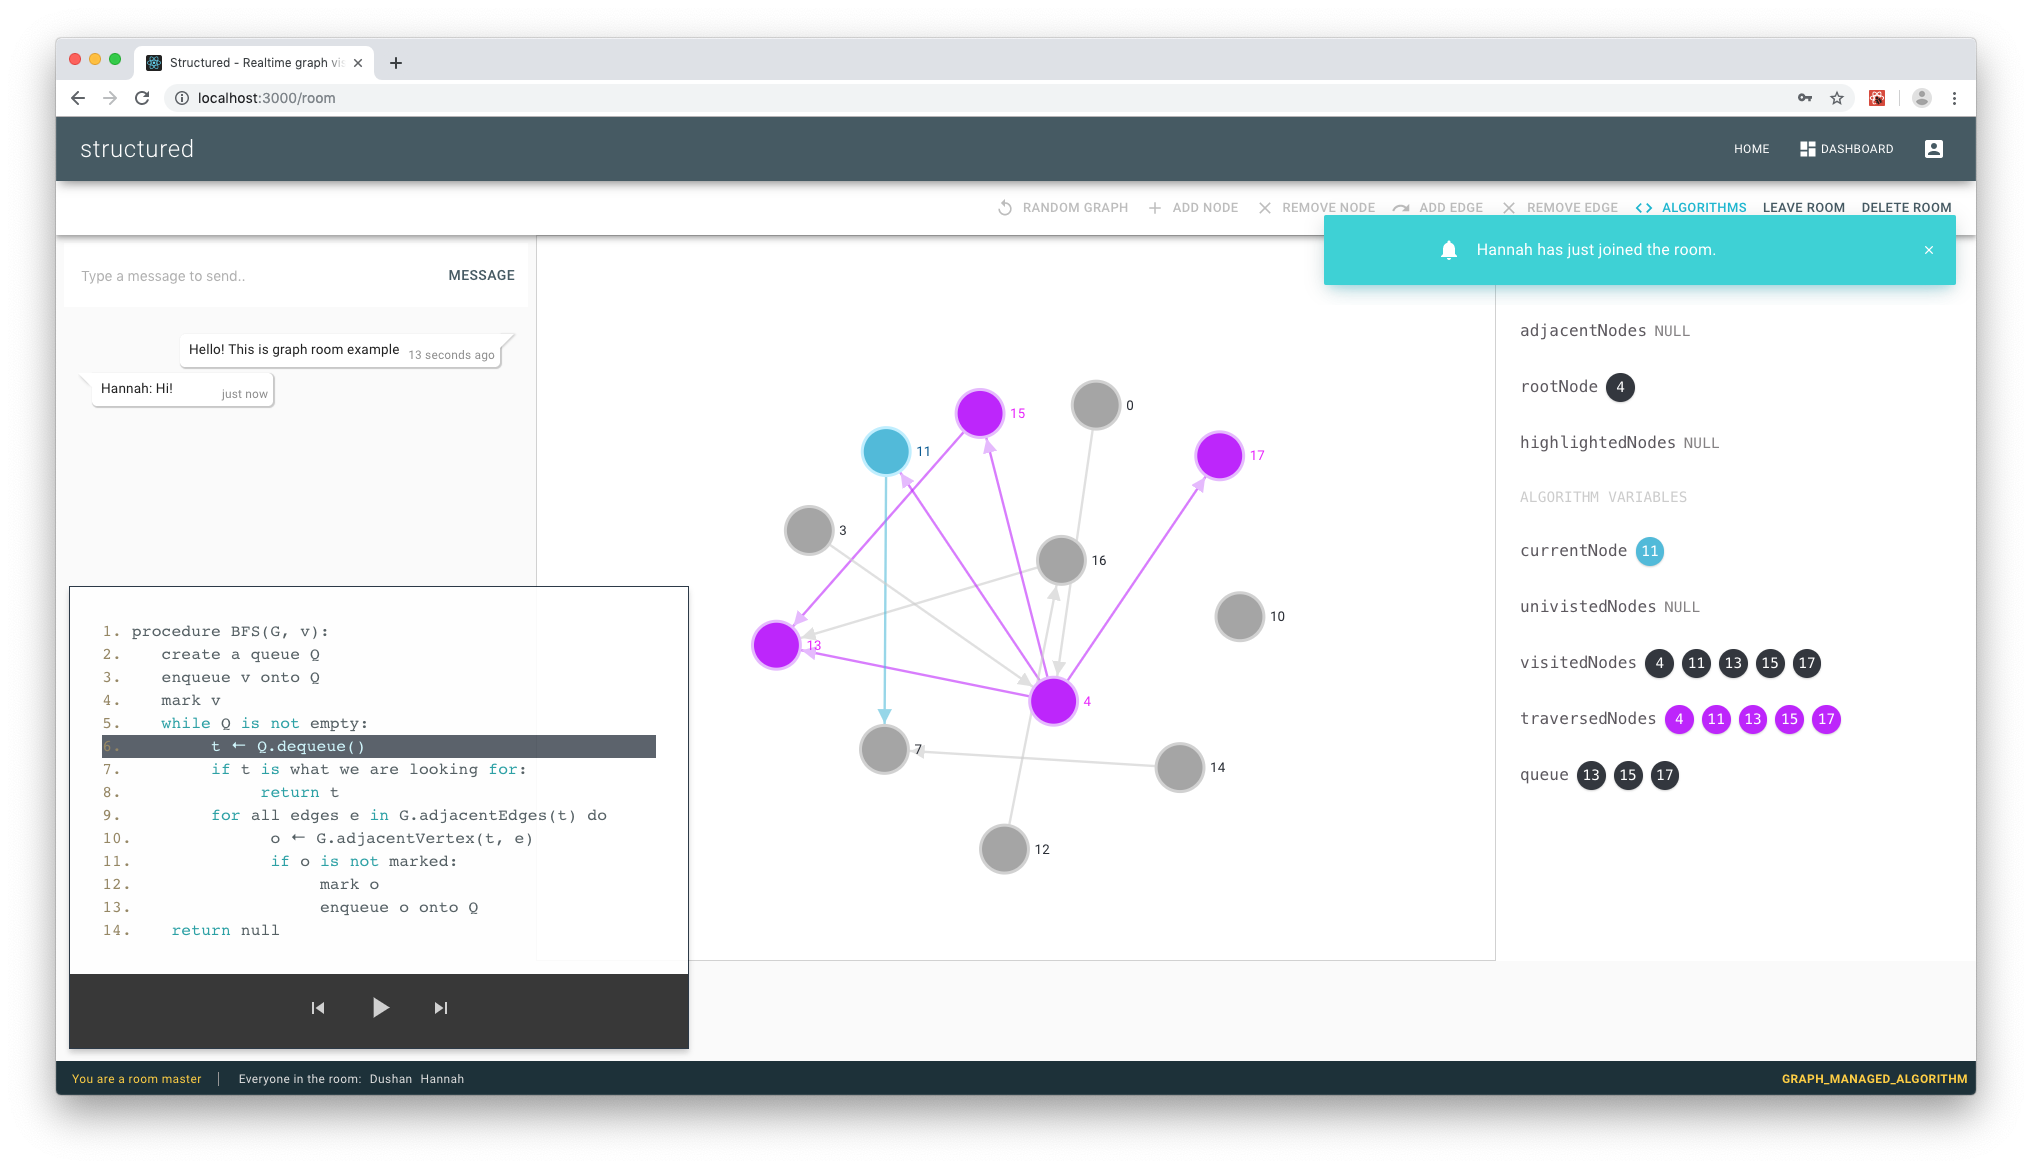 Structured - Realtime graph vis
localhost:3000/room
structured
HOME DASHBOARD
RANDOM GRAPH ADD NODE REMOVE NODE ADD EDGE REMOVE EDGE ALGORITHMS LEAVE ROOM DELETE ROOM
Hannah has just joined the room.
Type a message to send.. MESSAGE
Hello! This is graph room example 13 seconds ago
Hannah: Hi! just now
1. procedure BFS(G, v):
2. create a queue Q
3. enqueue v onto Q
4. mark v
5. while Q is not empty:
6. t ← Q.dequeue()
7. if t is what we are looking for:
8. return t
9. for all edges e in G.adjacentEdges(t) do
10. o ← G.adjacentVertex(t, e)
11. if o is not marked:
12. mark o
13. enqueue o onto Q
14. return null
15
0
11
17
3
16
10
13
4
7
14
12
adjacentNodes NULL
rootNode 4
highlightedNodes NULL
ALGORITHM VARIABLES
currentNode 11
univistedNodes NULL
visitedNodes 4 11 13 15 17
traversedNodes 4 11 13 15 17
queue 13 15 17
You are a room master | Everyone in the room: Dushan Hannah
GRAPH_MANAGED_ALGORITHM